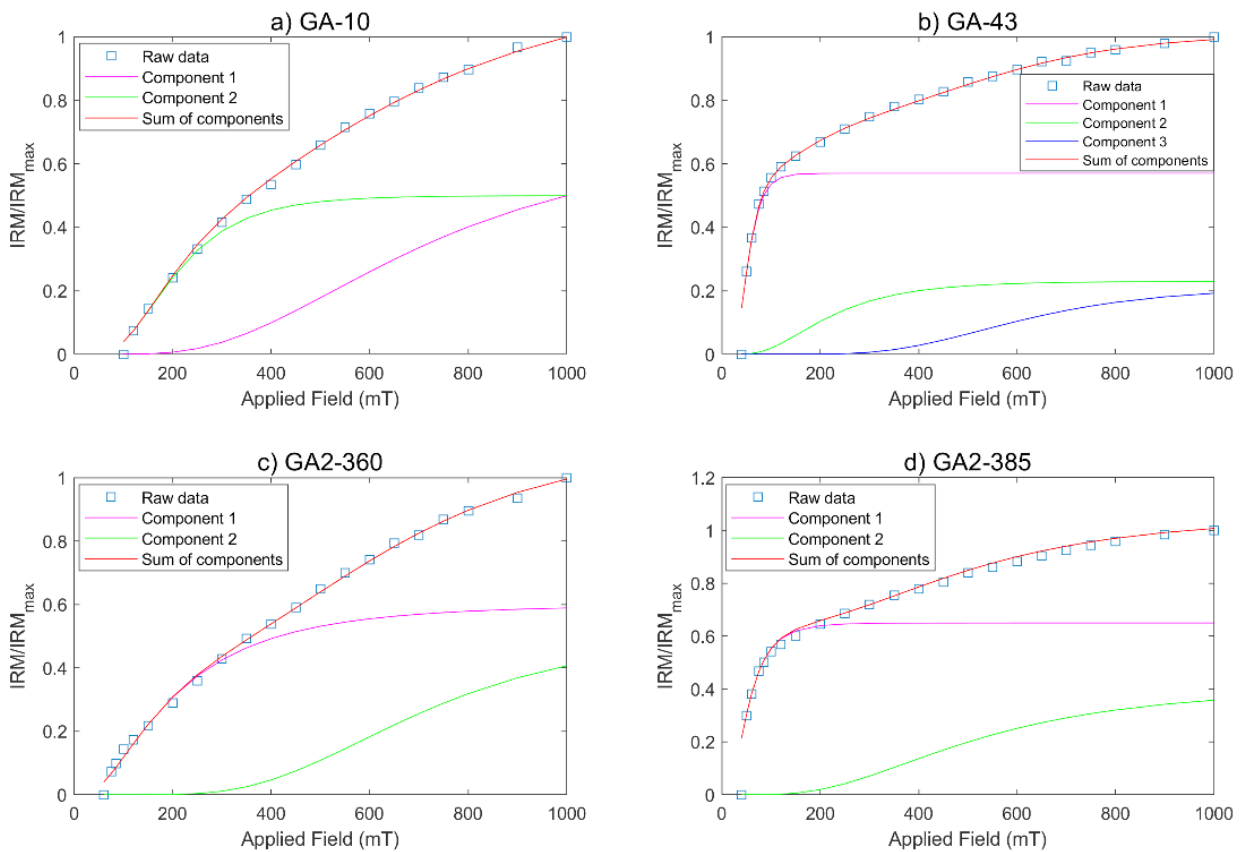 a) GA-10
Raw data
Component 1
Component 2
Sum of components
IRM/IRMmax
1
0.8
0.6
0.4
0.2
0
0 200 400 600 800 1000
Applied Field (mT)
b) GA-43
Raw data
Component 1
Component 2
Component 3
Sum of components
IRM/IRMmax
1
0.8
0.6
0.4
0.2
0
0 200 400 600 800 1000
Applied Field (mT)
c) GA2-360
Raw data
Component 1
Component 2
Sum of components
IRM/IRMmax
1
0.8
0.6
0.4
0.2
0
0 200 400 600 800 1000
Applied Field (mT)
d) GA2-385
Raw data
Component 1
Component 2
Sum of components
IRM/IRMmax
1.2
1
0.8
0.6
0.4
0.2
0
0 200 400 600 800 1000
Applied Field (mT)